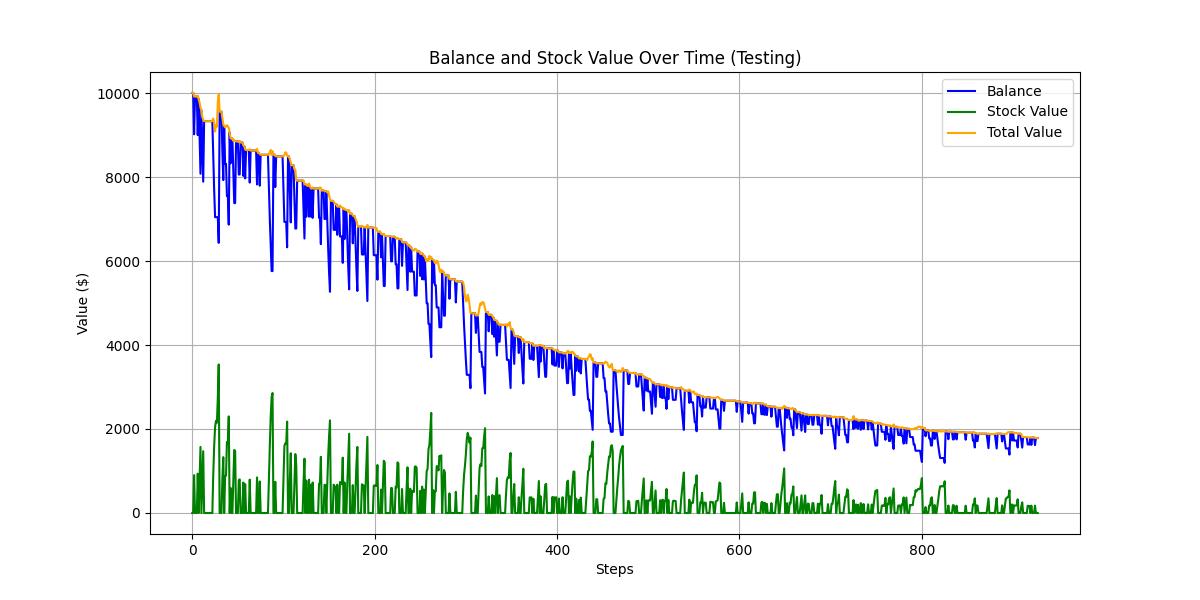 Balance and Stock Value Over Time (Testing)
Balance
Stock Value
Total Value
Value ($)
10000
8000
6000
4000
2000
0
0 200 400 600 800
Steps